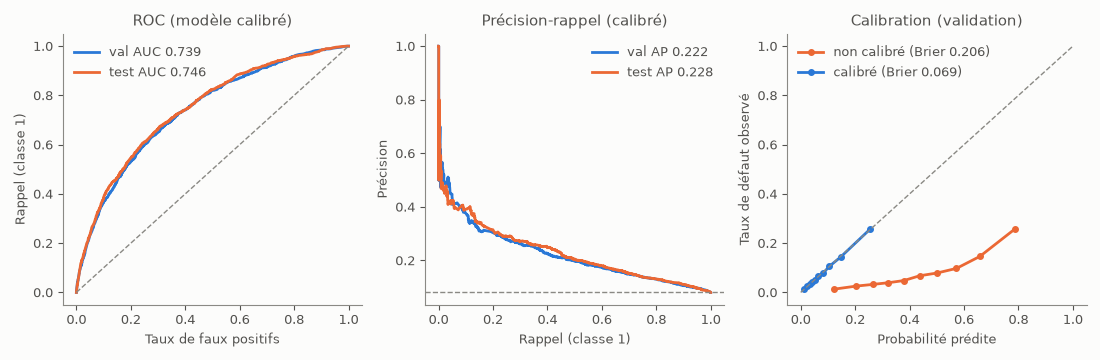 ROC (modèle calibré)
val AUC 0.739
test AUC 0.746
1.0
0.8
0.6
0.4
0.2
0.0
Rappel (classe 1)
0.0 0.2 0.4 0.6 0.8 1.0
Taux de faux positifs
Précision-rappel (calibré)
val AP 0.222
test AP 0.228
1.0
0.8
0.6
0.4
0.2
Précision
0.0 0.2 0.4 0.6 0.8 1.0
Rappel (classe 1)
Calibration (validation)
non calibré (Brier 0.206)
calibré (Brier 0.069)
1.0
0.8
0.6
0.4
0.2
0.0
Taux de défaut observé
0.0 0.2 0.4 0.6 0.8 1.0
Probabilité prédite